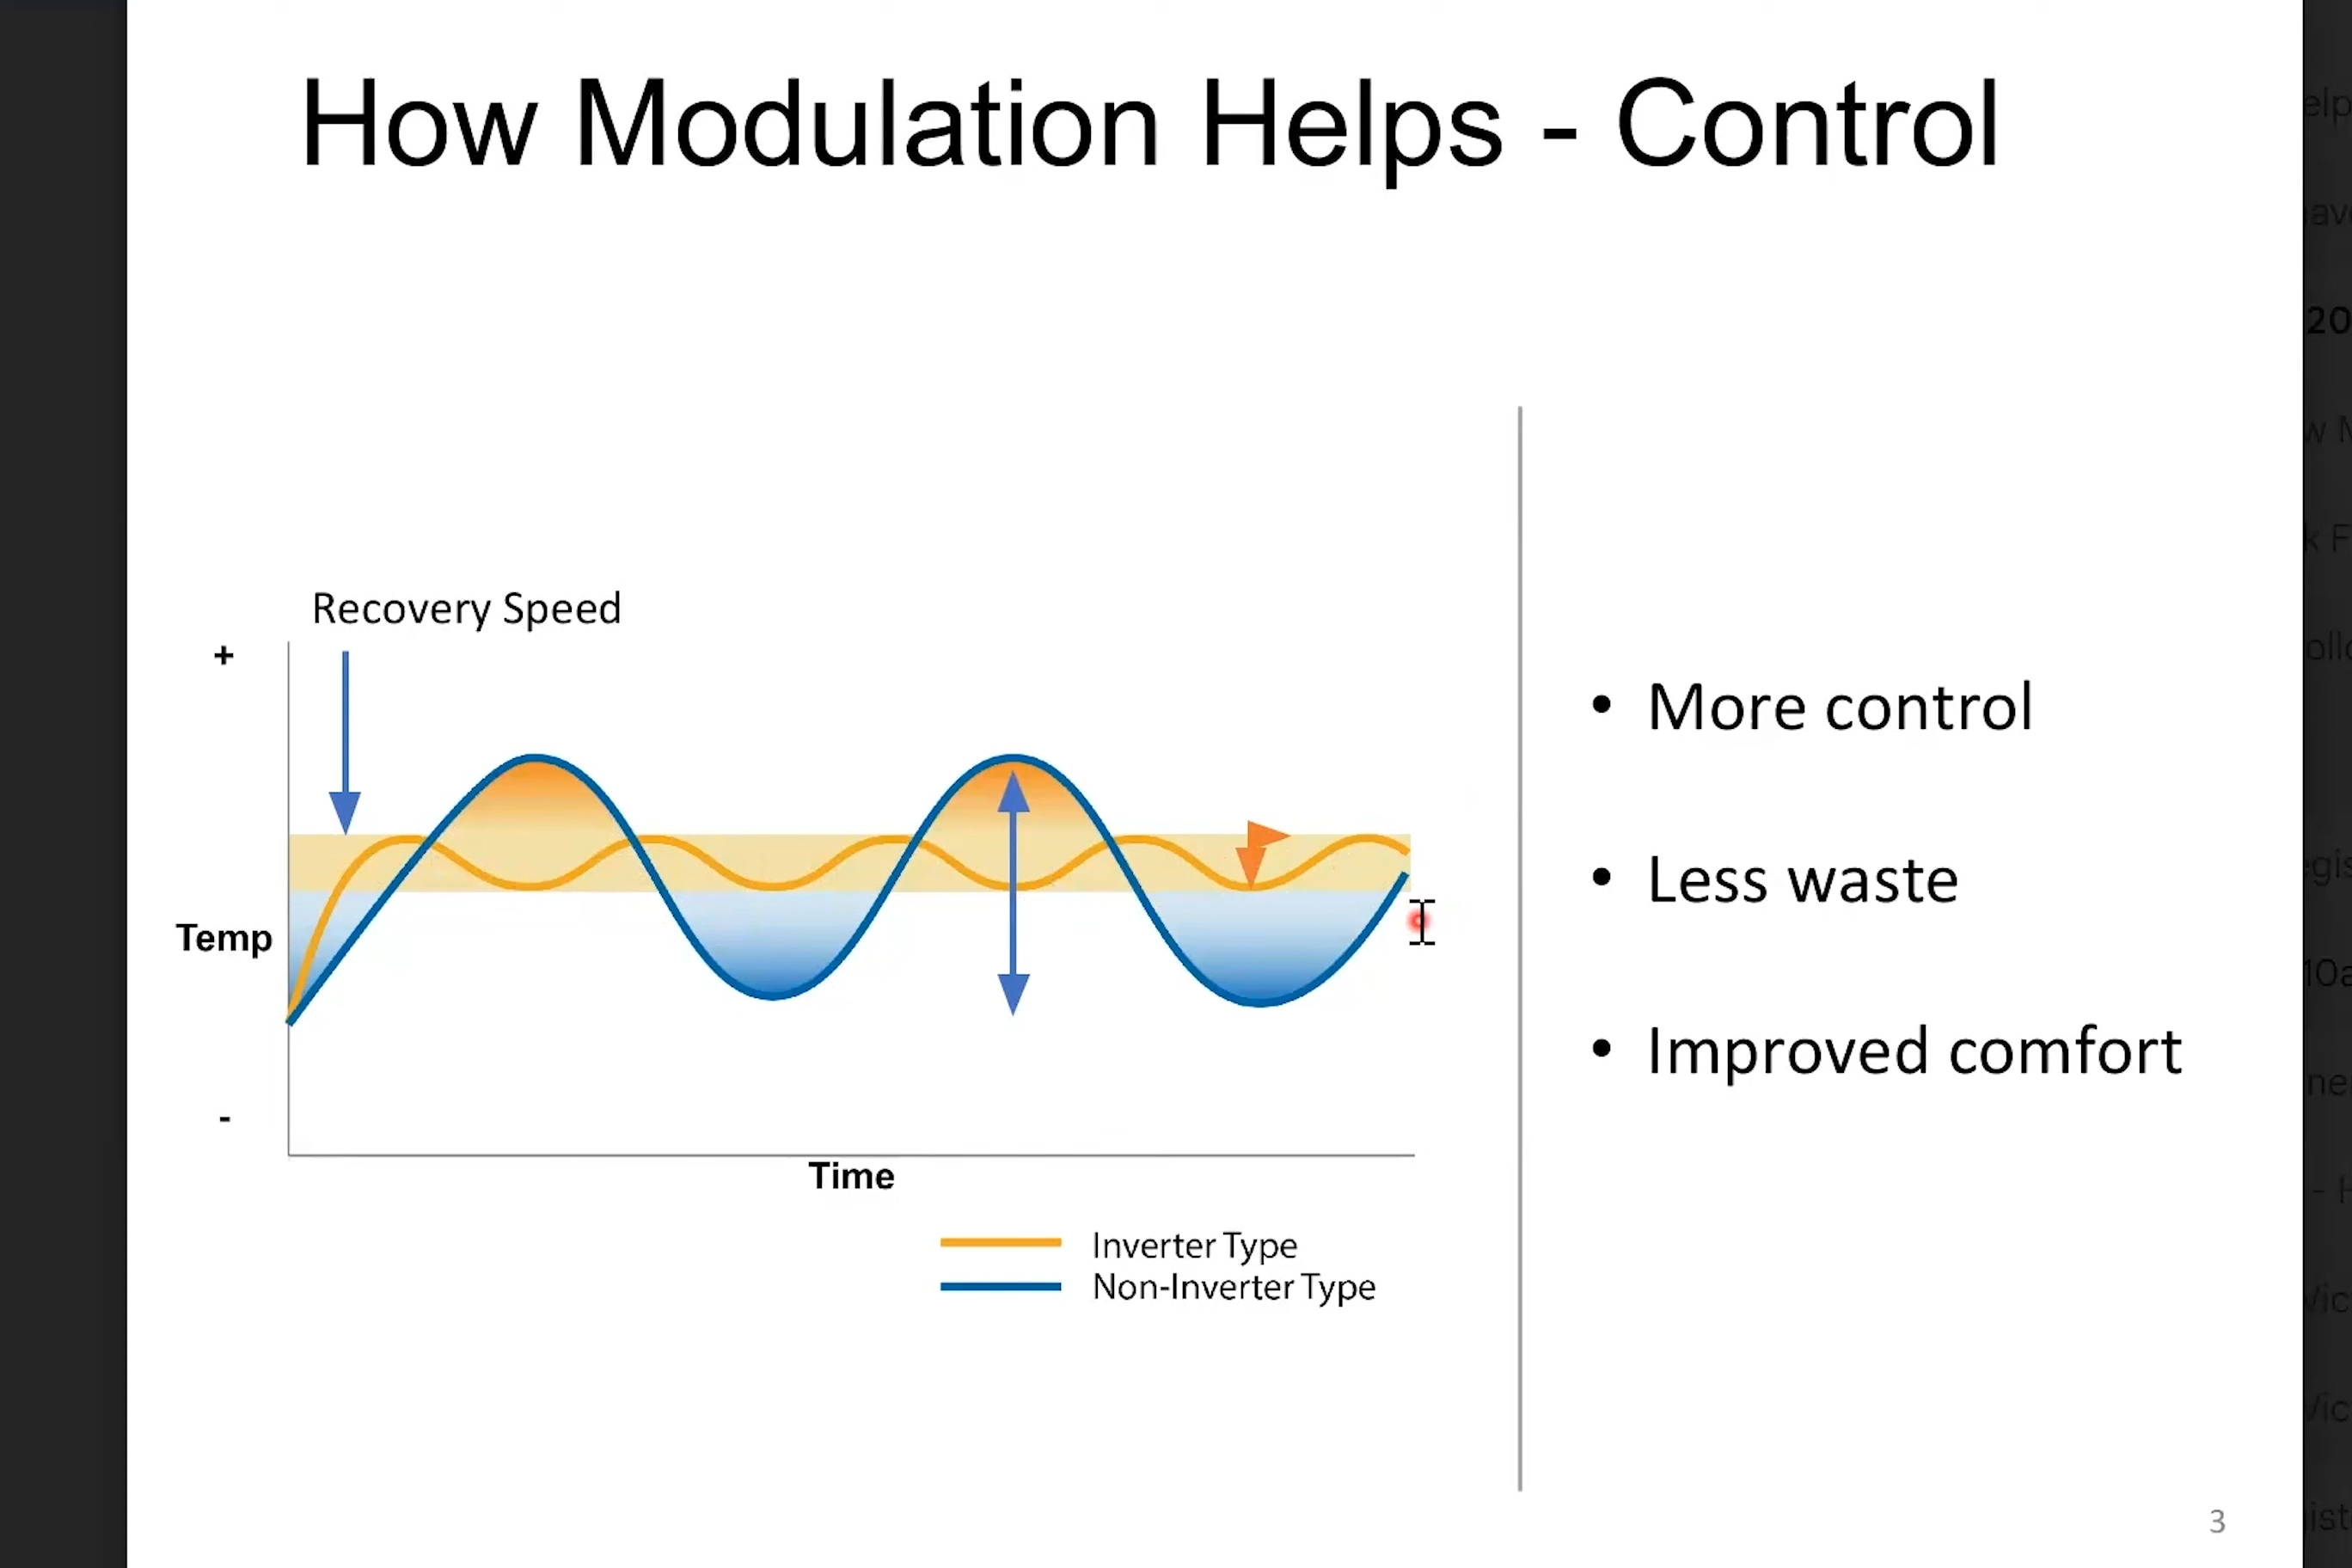 How Modulation Helps - Control
Recovery Speed
+
Temp
-
Time
Inverter Type
Non-Inverter Type
• More control
• Less waste
• Improved comfort
3
20